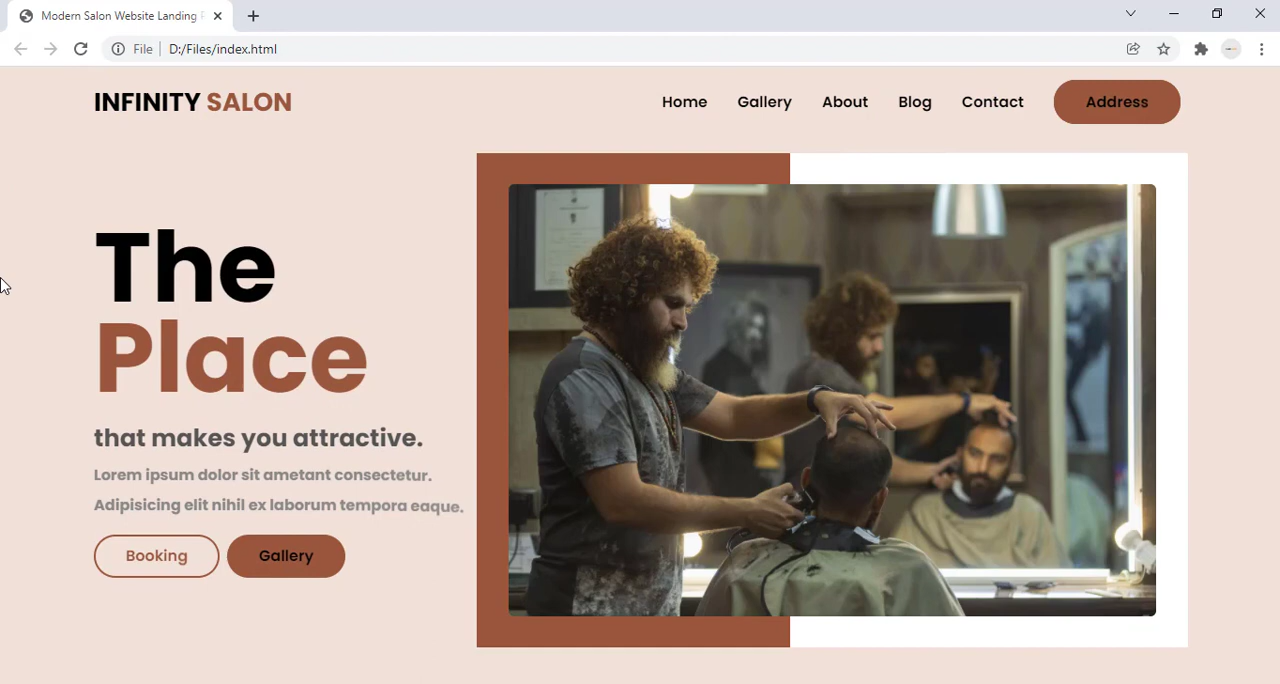 Modern Salon Website Landing
File | D:/Files/index.html
INFINITY SALON
Home Gallery About Blog Contact Address
The
Place
that makes you attractive.
Lorem ipsum dolor sit ametant consectetur.
Adipisicing elit nihil ex laborum tempora eaque.
Booking Gallery